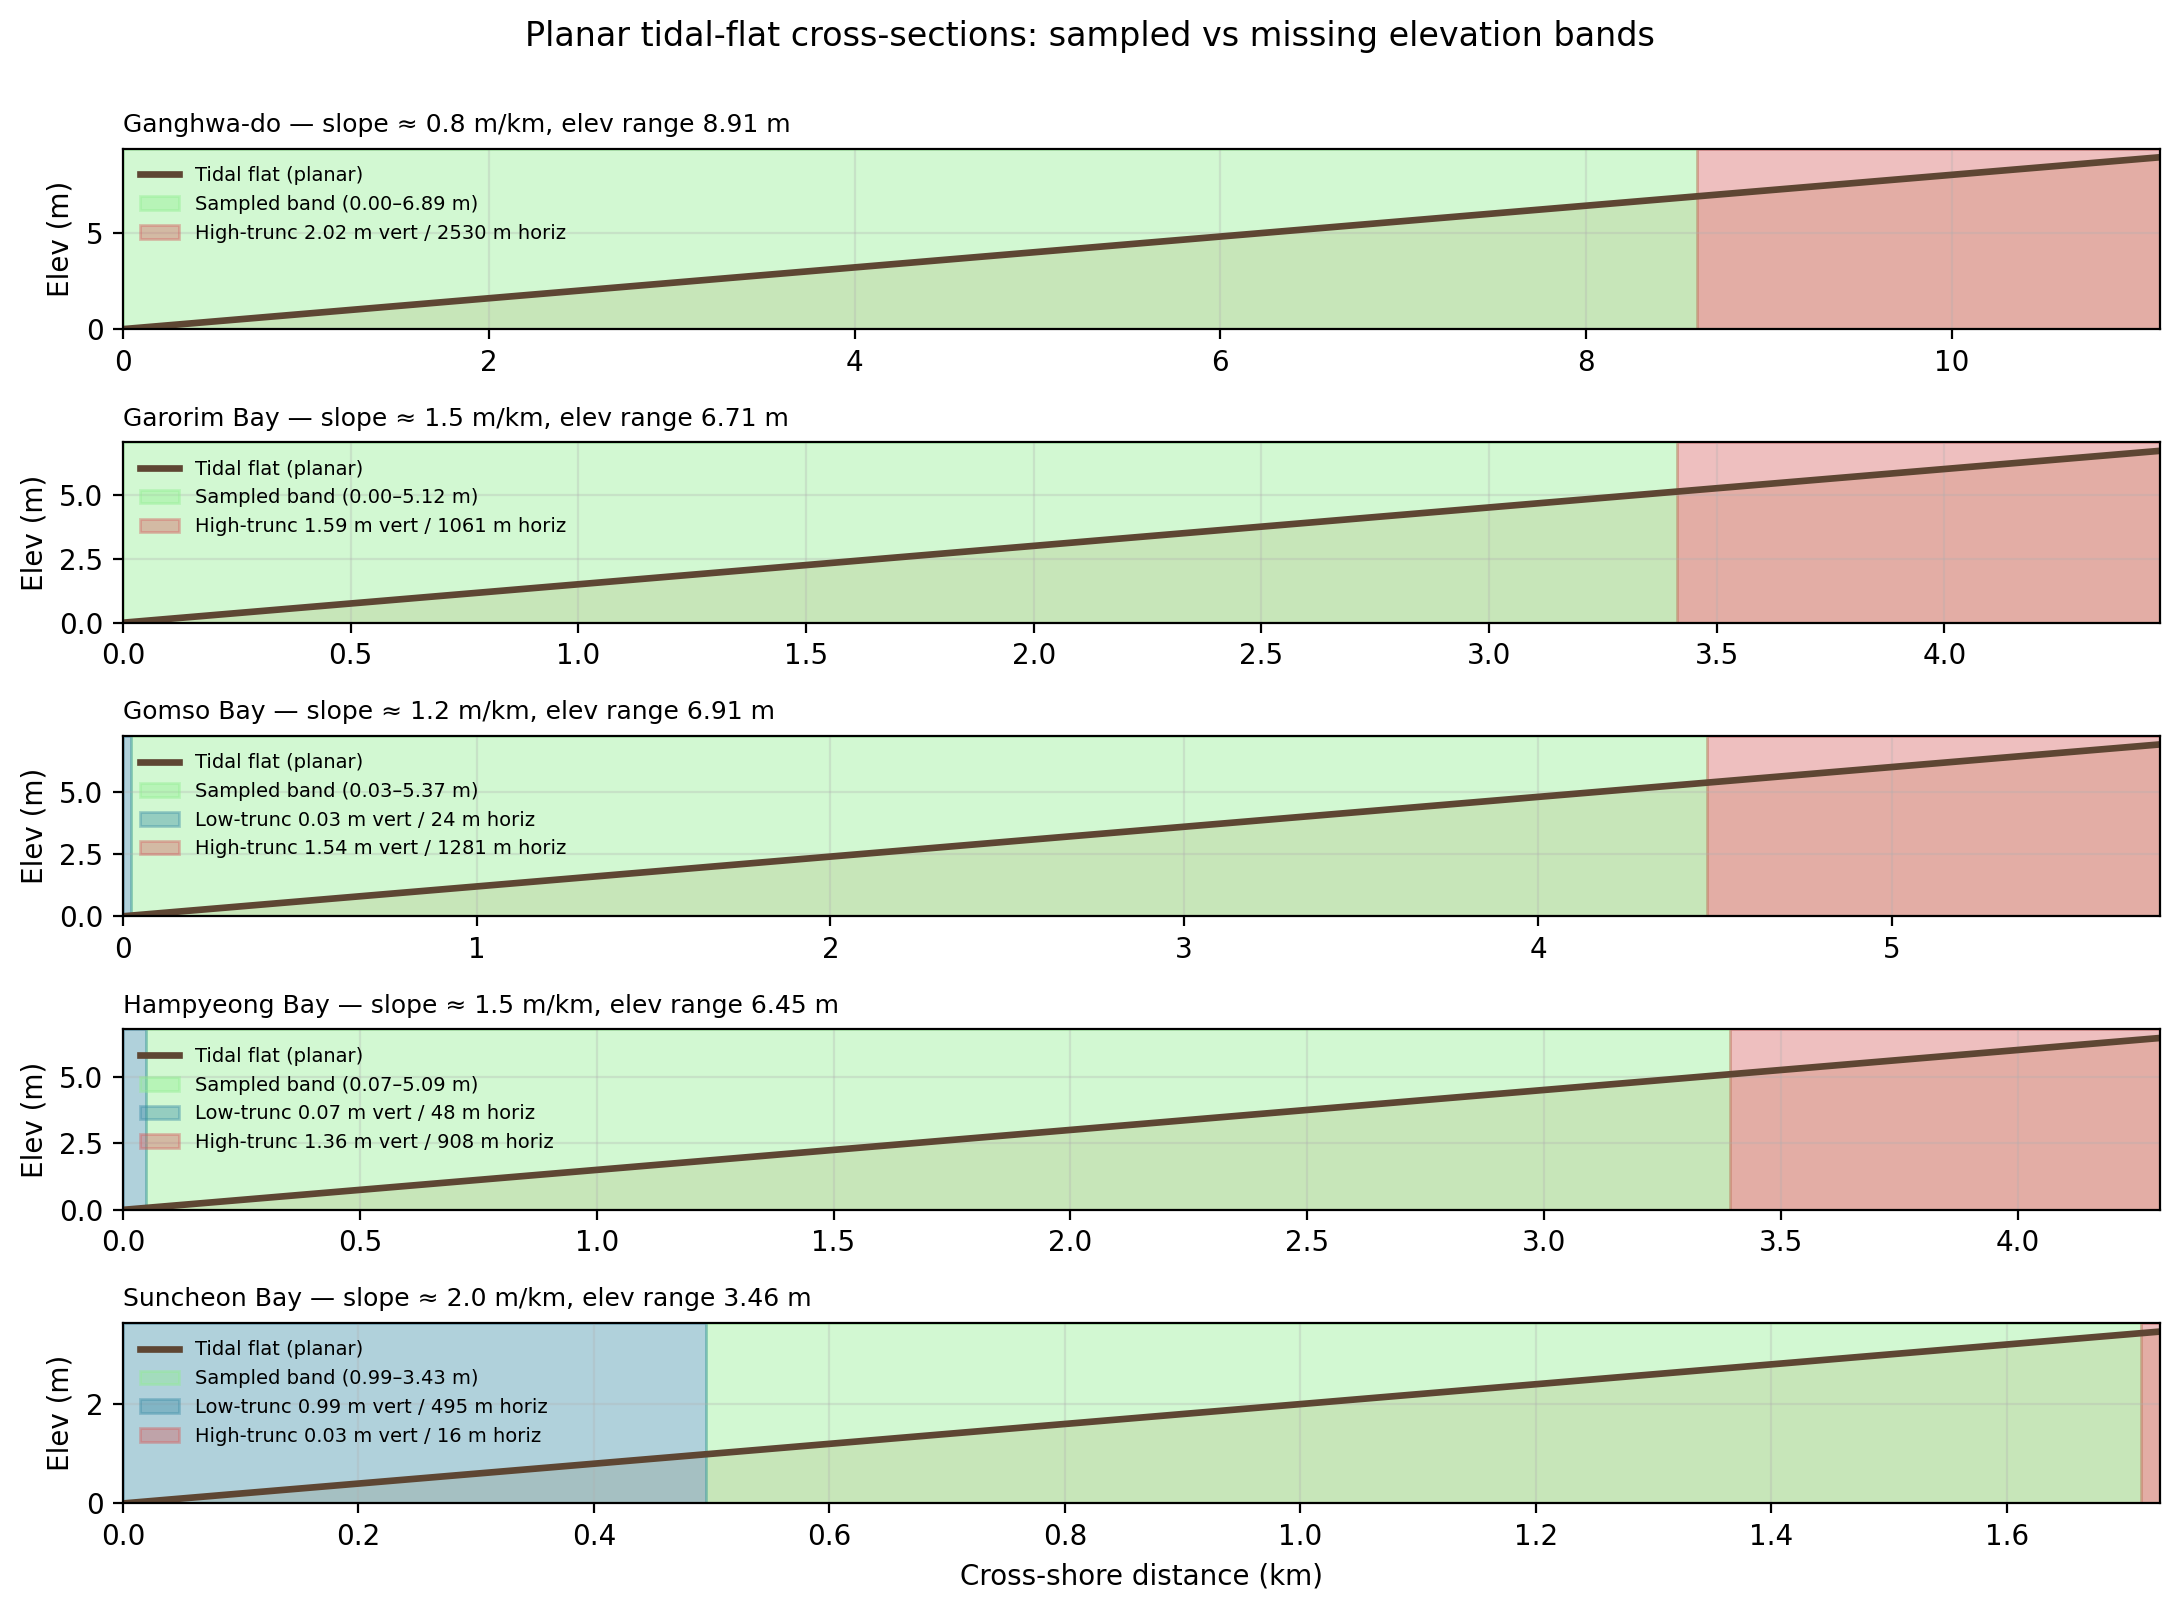 Planar tidal-flat cross-sections: sampled vs missing elevation bands
Ganghwa-do — slope ≈ 0.8 m/km, elev range 8.91 m
Elev (m)
5
0
Tidal flat (planar)
Sampled band (0.00–6.89 m)
High-trunc 2.02 m vert / 2530 m horiz
0 2 4 6 8 10
Garorim Bay — slope ≈ 1.5 m/km, elev range 6.71 m
Elev (m)
5.0
2.5
0.0
Tidal flat (planar)
Sampled band (0.00–5.12 m)
High-trunc 1.59 m vert / 1061 m horiz
0.0 0.5 1.0 1.5 2.0 2.5 3.0 3.5 4.0
Gomso Bay — slope ≈ 1.2 m/km, elev range 6.91 m
Elev (m)
5.0
2.5
0.0
Tidal flat (planar)
Sampled band (0.03–5.37 m)
Low-trunc 0.03 m vert / 24 m horiz
High-trunc 1.54 m vert / 1281 m horiz
0 1 2 3 4 5
Hampyeong Bay — slope ≈ 1.5 m/km, elev range 6.45 m
Elev (m)
5.0
2.5
0.0
Tidal flat (planar)
Sampled band (0.07–5.09 m)
Low-trunc 0.07 m vert / 48 m horiz
High-trunc 1.36 m vert / 908 m horiz
0.0 0.5 1.0 1.5 2.0 2.5 3.0 3.5 4.0
Suncheon Bay — slope ≈ 2.0 m/km, elev range 3.46 m
Elev (m)
2
0
Tidal flat (planar)
Sampled band (0.99–3.43 m)
Low-trunc 0.99 m vert / 495 m horiz
High-trunc 0.03 m vert / 16 m horiz
0.0 0.2 0.4 0.6 0.8 1.0 1.2 1.4 1.6
Cross-shore distance (km)